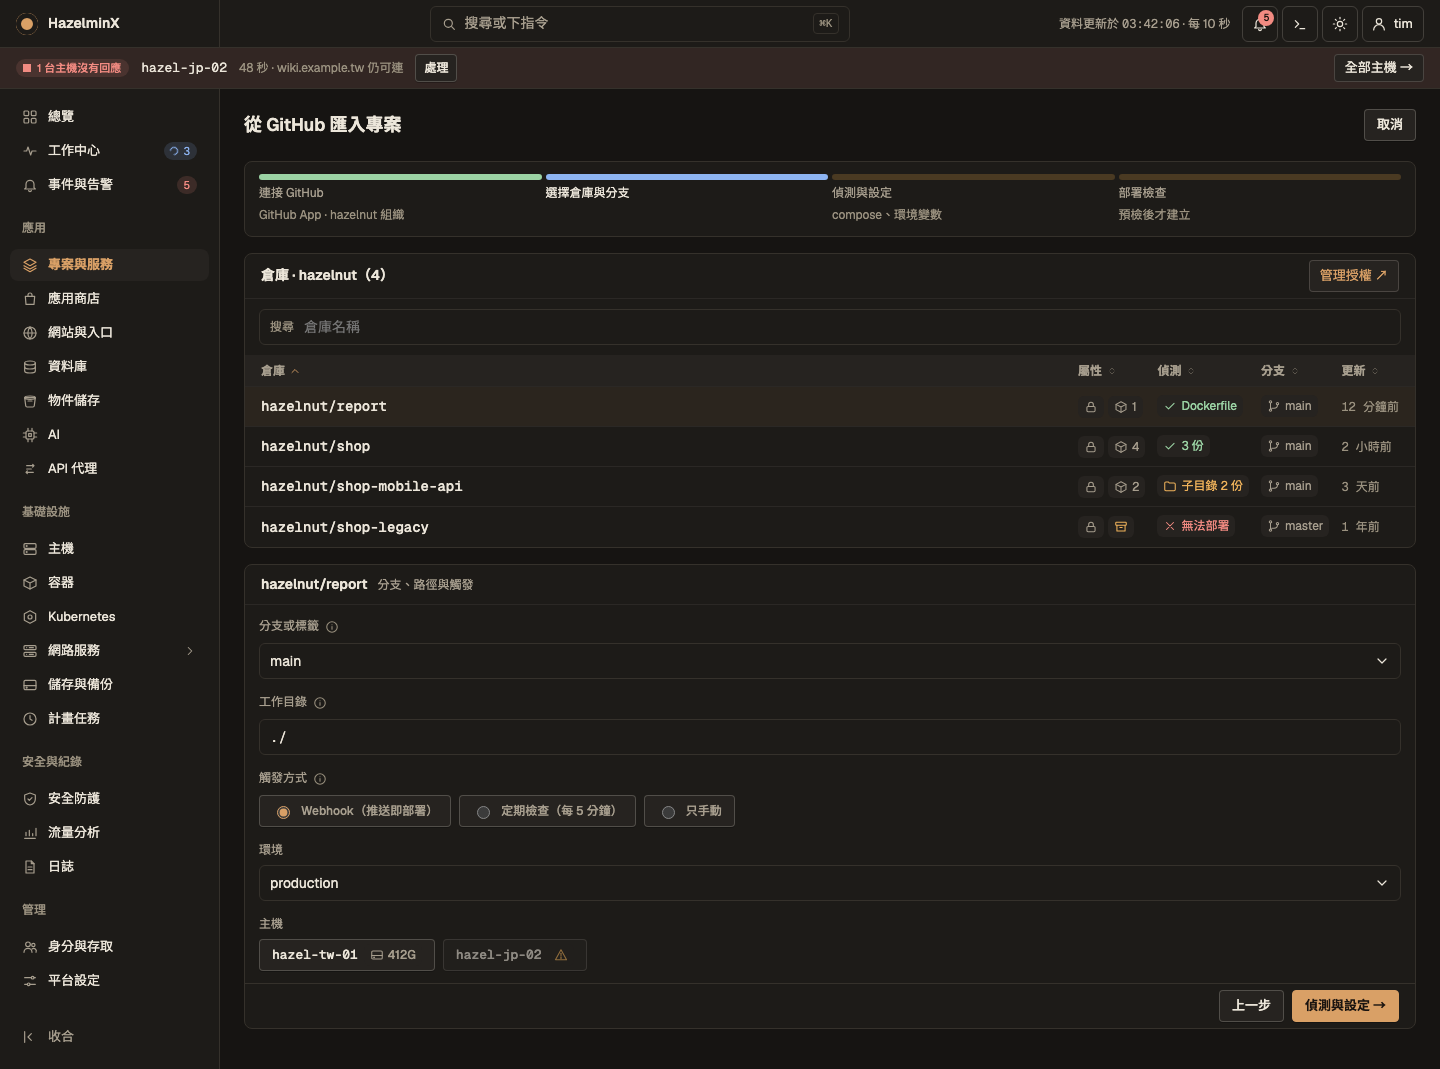 HazelminX
搜尋或下指令
⌘K
資料更新於 03:42:06 · 每 10 秒
5
tim
1 台主機沒有回應
hazel-jp-02
48 秒 · wiki.example.tw 仍可連
處理
全部主機 →
總覽
工作中心
3
事件與告警
5
應用
專案與服務
應用商店
網站與入口
資料庫
物件儲存
AI
API 代理
基礎設施
主機
容器
Kubernetes
網路服務
儲存與備份
計畫任務
安全與紀錄
安全防護
流量分析
日誌
管理
身分與存取
平台設定
收合
從 GitHub 匯入專案
取消
連接 GitHub
GitHub App · hazelnut 組織
選擇倉庫與分支
偵測與設定
compose、環境變數
部署檢查
預檢後才建立
倉庫 · hazelnut（4）
管理授權 ↗
搜尋 倉庫名稱
倉庫 屬性 偵測 分支 更新
hazelnut/report 1 Dockerfile main 12 分鐘前
hazelnut/shop 4 3 份 main 2 小時前
hazelnut/shop-mobile-api 2 子目錄 2 份 main 3 天前
hazelnut/shop-legacy 無法部署 master 1 年前
hazelnut/report 分支、路徑與觸發
分支或標籤
main
工作目錄
./
觸發方式
Webhook（推送即部署）
定期檢查（每 5 分鐘）
只手動
環境
production
主機
hazel-tw-01 412G
hazel-jp-02
上一步
偵測與設定 →